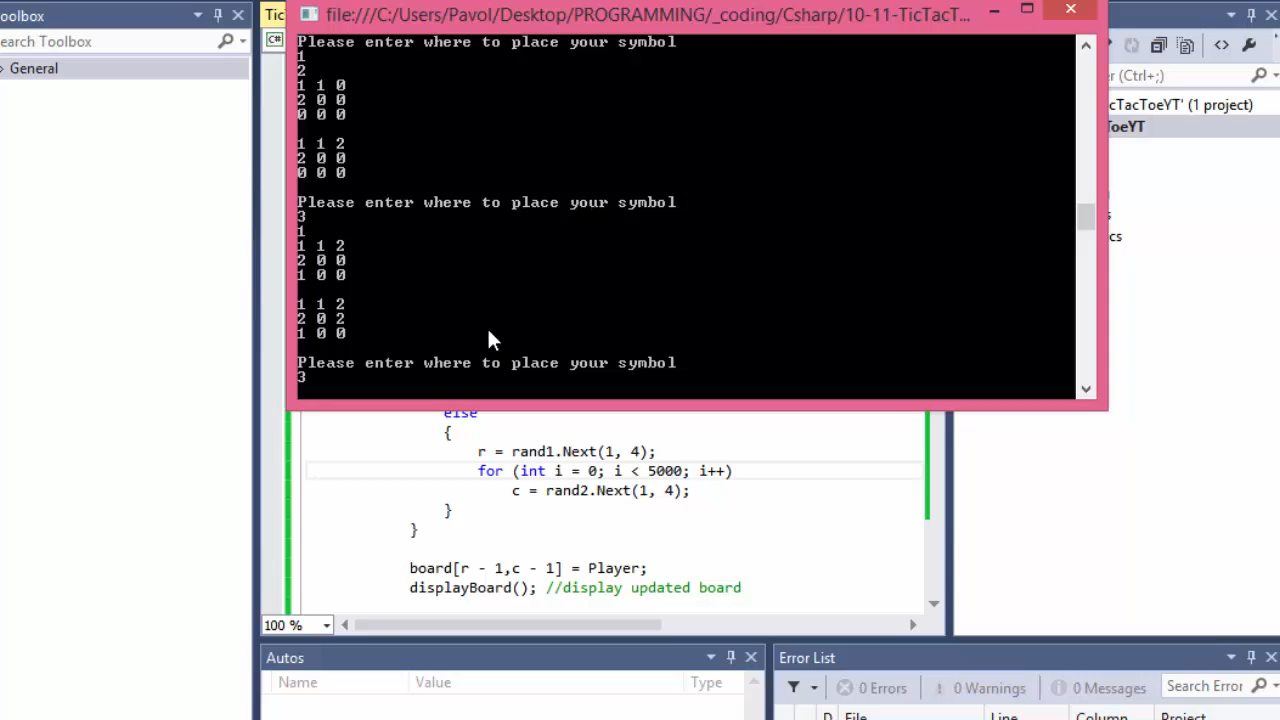 oolbox
earch Toolbox
General
Tic
C#
file:///C:/Users/Pavol/Desktop/PROGRAMMING/_coding/Csharp/10-11-TicTacT...
Please enter where to place your symbol
1
2
1 1 0
2 0 0
0 0 0
1 1 2
2 0 0
0 0 0
Please enter where to place your symbol
3
1
1 1 2
2 0 0
1 0 0
1 1 2
2 0 2
1 0 0
Please enter where to place your symbol
3
er (Ctrl+;)
cTacToeYT' (1 project)
oeYT
s
cs
else
{
r = rand1.Next(1, 4);
for (int i = 0; i < 5000; i++)
c = rand2.Next(1, 4);
}
}
board[r - 1,c - 1] = Player;
displayBoard(); //display updated board
100 %
Autos
Name Value Type
Error List
0 Errors 0 Warnings 0 Messages Search Error
D File Line Column Project